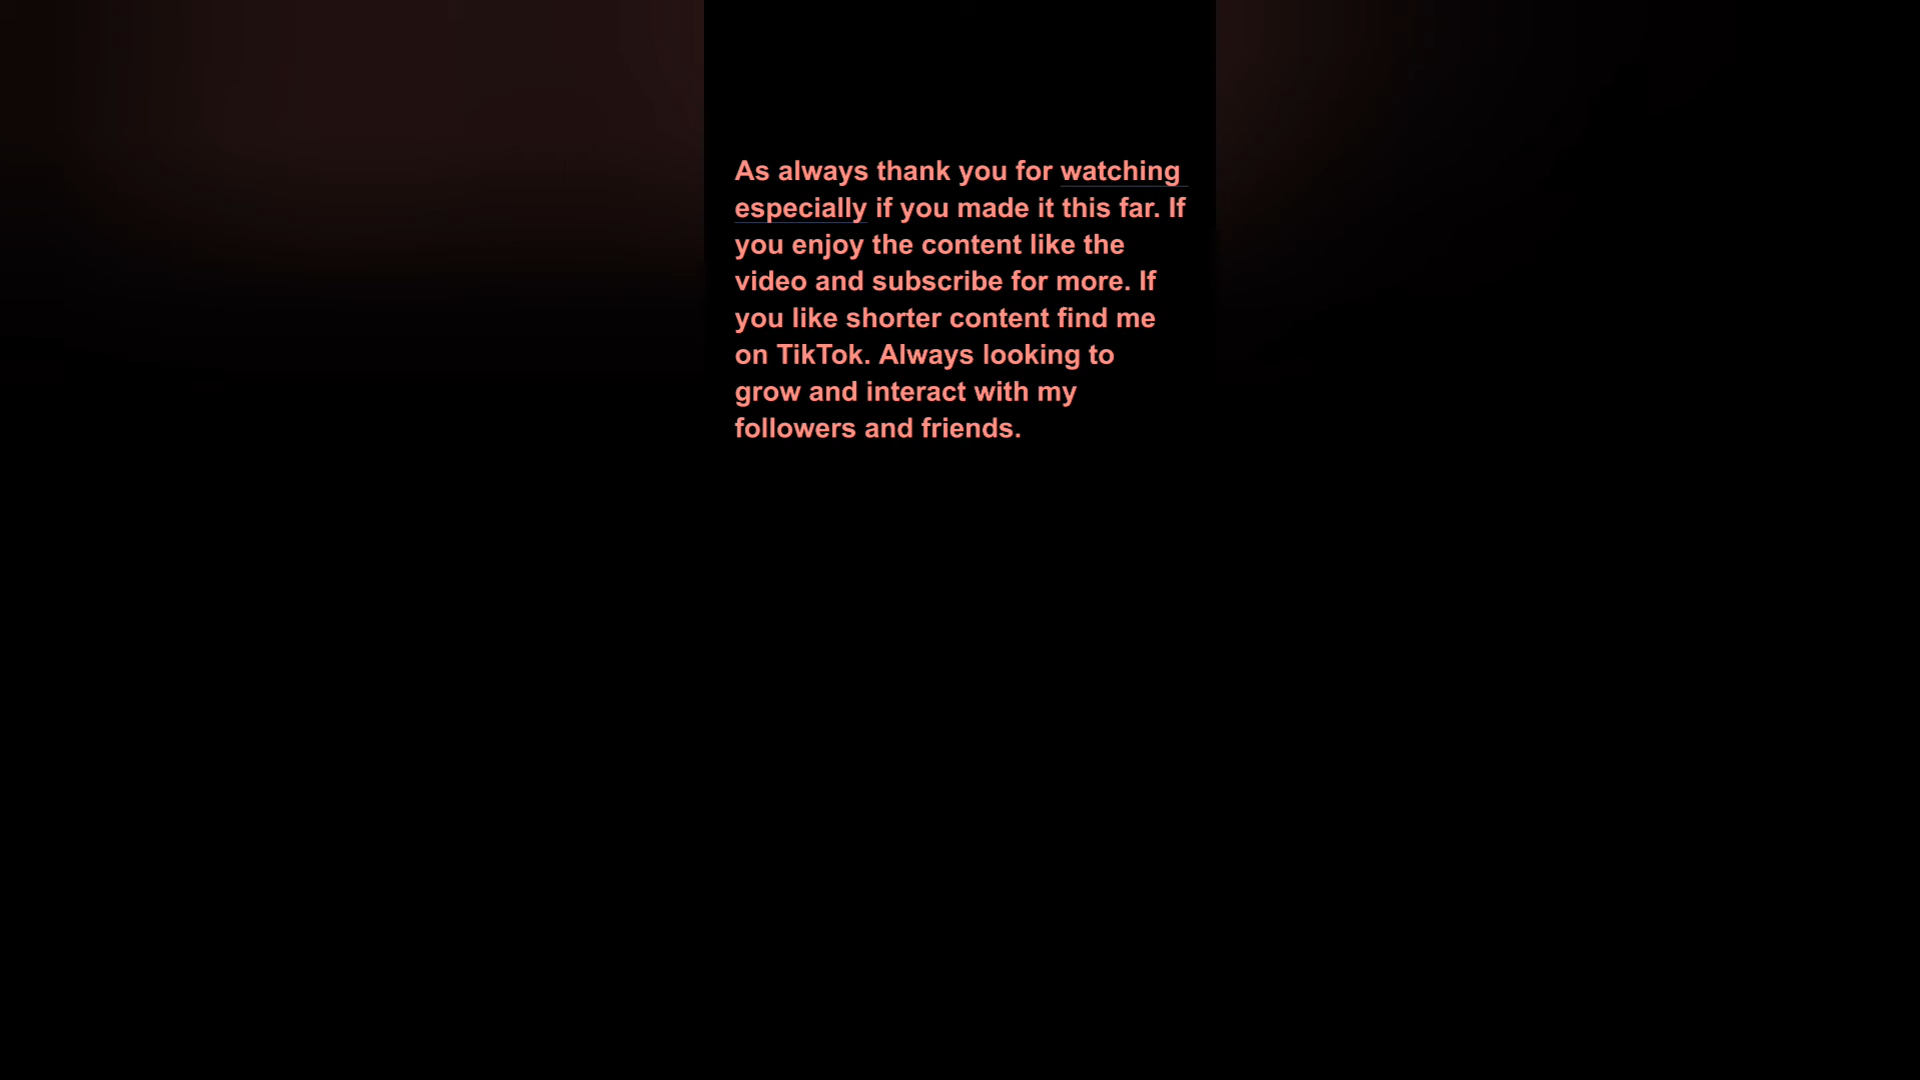 As always thank you for watching
especially if you made it this far. If
you enjoy the content like the
video and subscribe for more. If
you like shorter content find me
on TikTok. Always looking to
grow and interact with my
followers and friends.